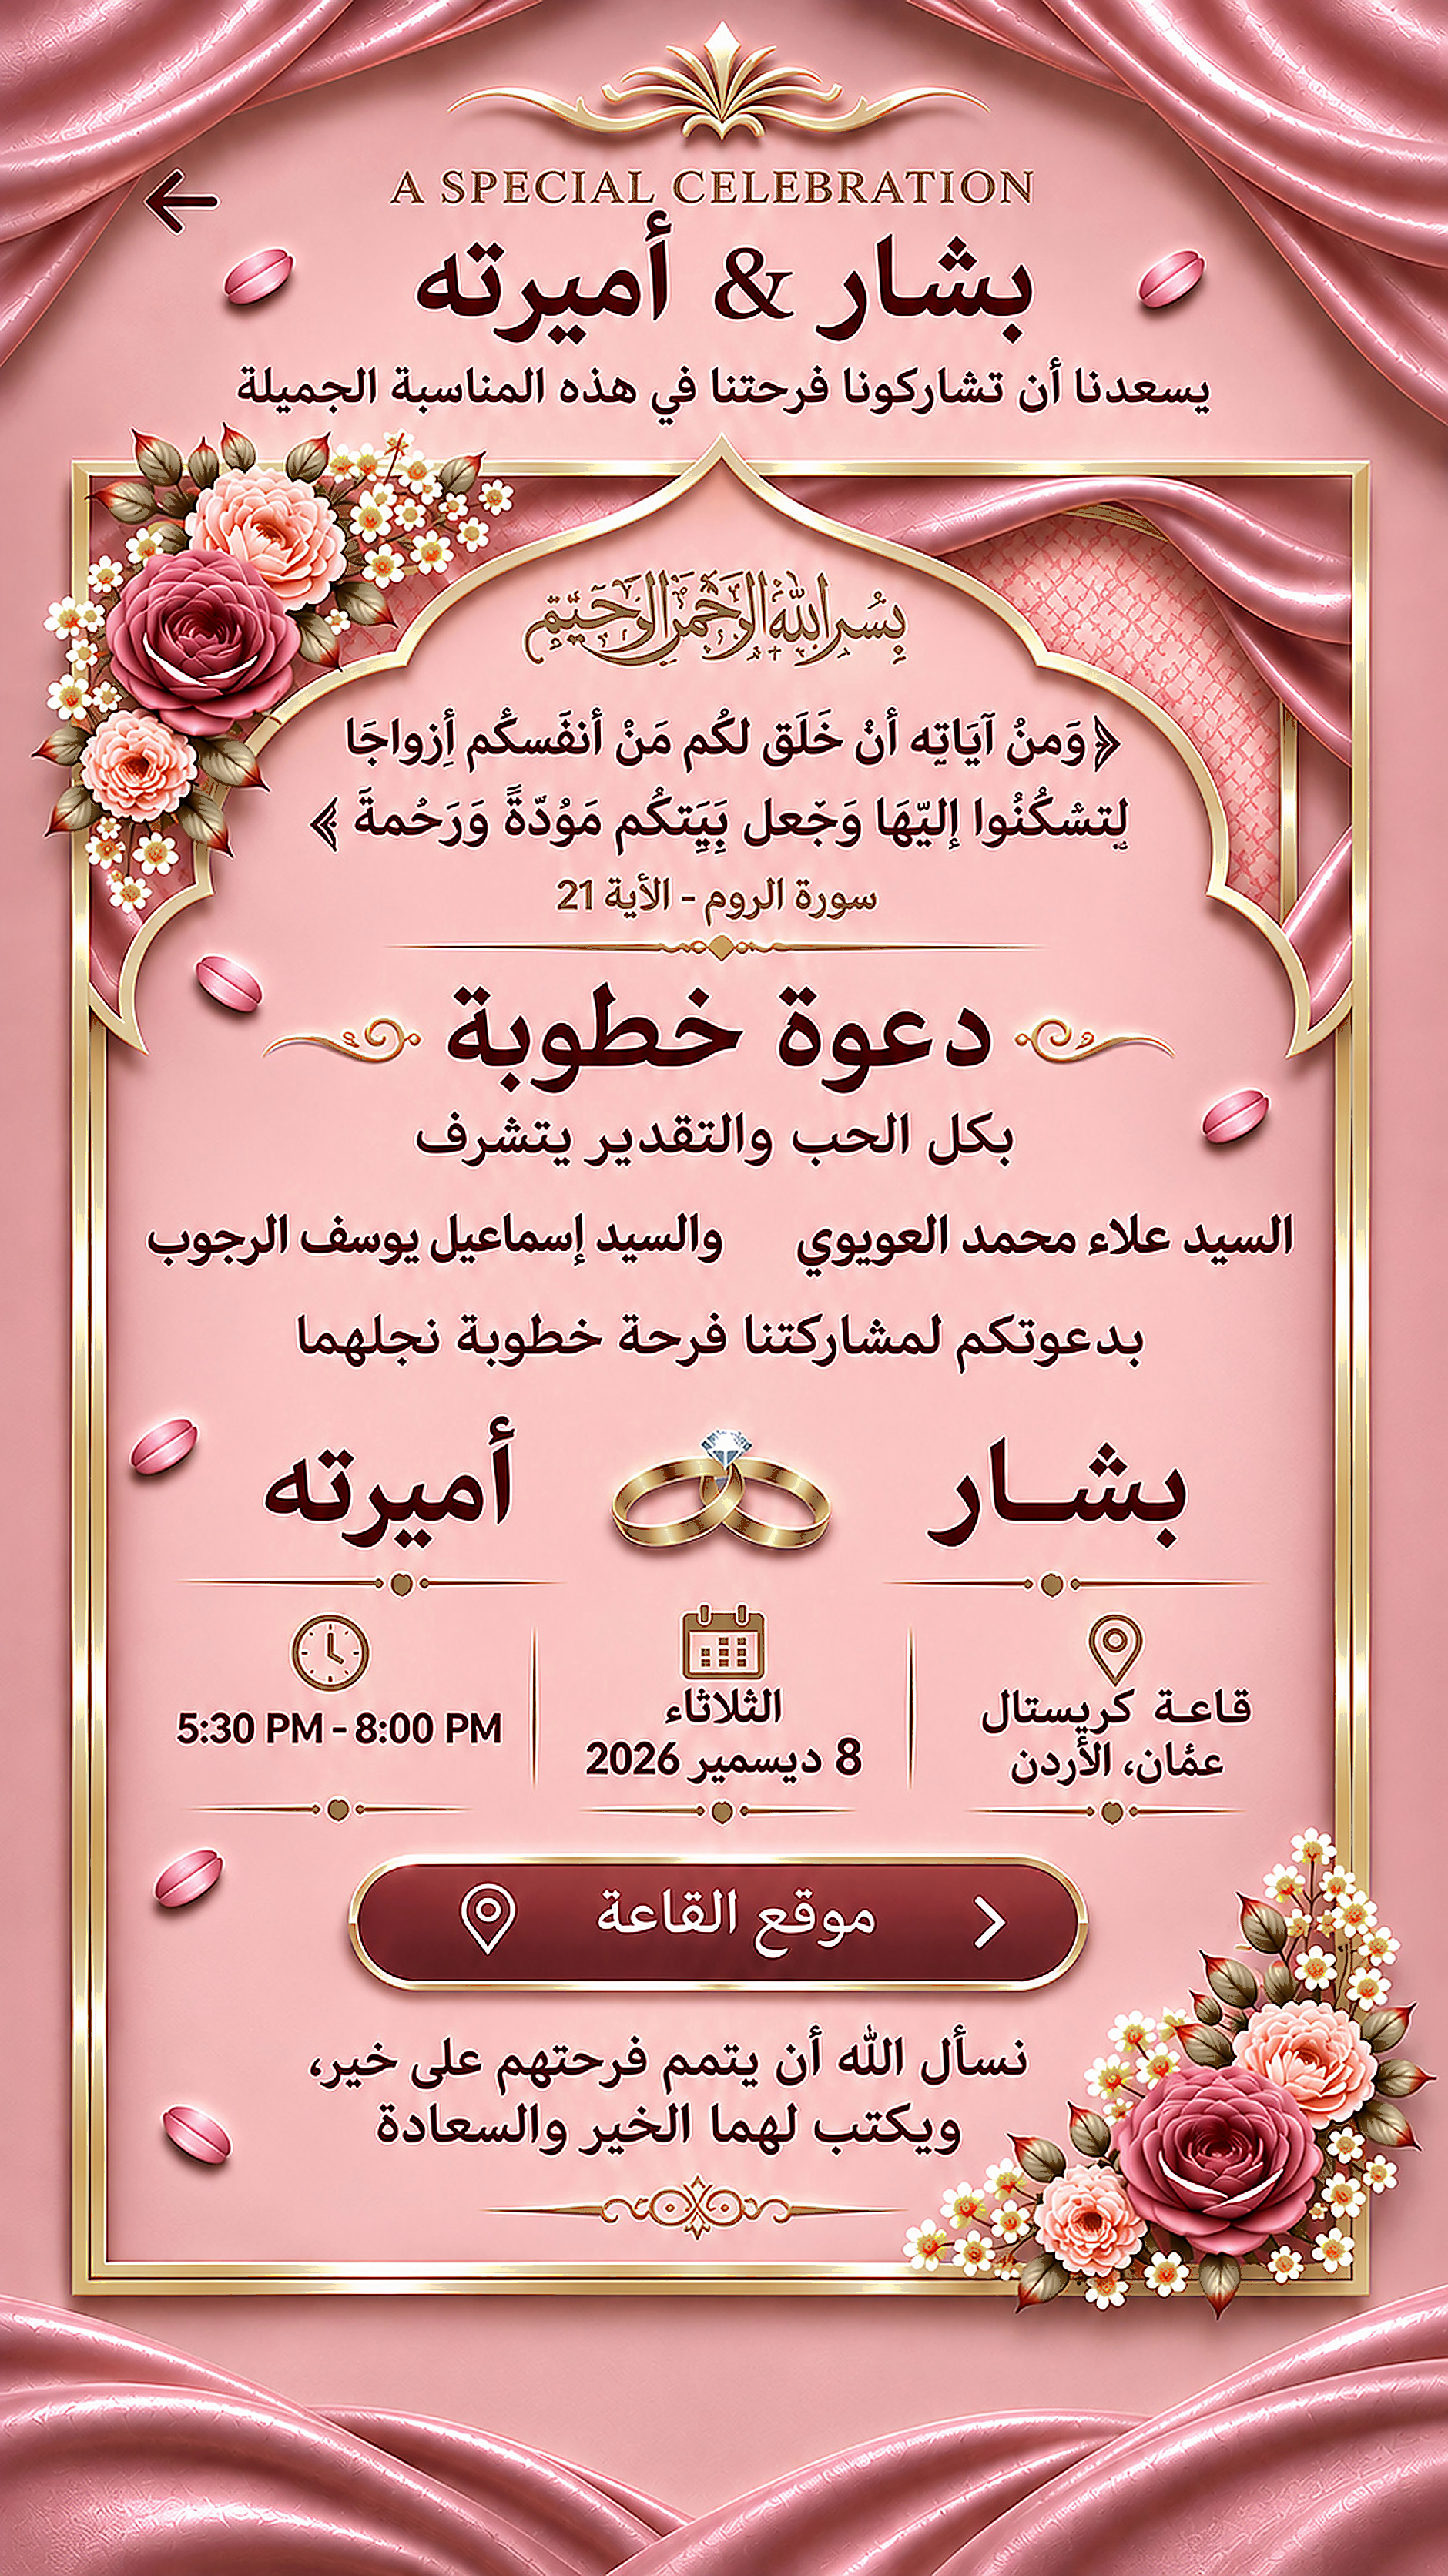 A SPECIAL CELEBRATION
بشار & أميرته
يسعدنا أن تشاركونا فرحتنا في هذه المناسبة الجميلة
بسم الله الرحمن الرحيم
﴿وَمنُ آيَاتِه أنُ خَلَق لكُم مَنْ أنفَسكُم أِزواجَا
لِتشكُنُوا إليّهَا وَجْعل بَيَتكُم مَوُدّةً وَرَحُمةَ ﴾
سورة الروم - الأية 21
دعوة خطوبة
بكل الحب والتقدير يتشرف
السيد علاء محمد العويوي والسيد إسماعيل يوسف الرجوب
بدعوتكم لمشاركتنا فرحة خطوبة نجلهما
بشــار أميرته
قاعـة كريستال
عمُان، الأردن
الثلاثاء
8 ديسمير 2026
5:30 PM - 8:00 PM
موقع القاعة
نسأل الله أن يتمم فرحتهم على خير،
ويكتب لهما الخير والسعادة